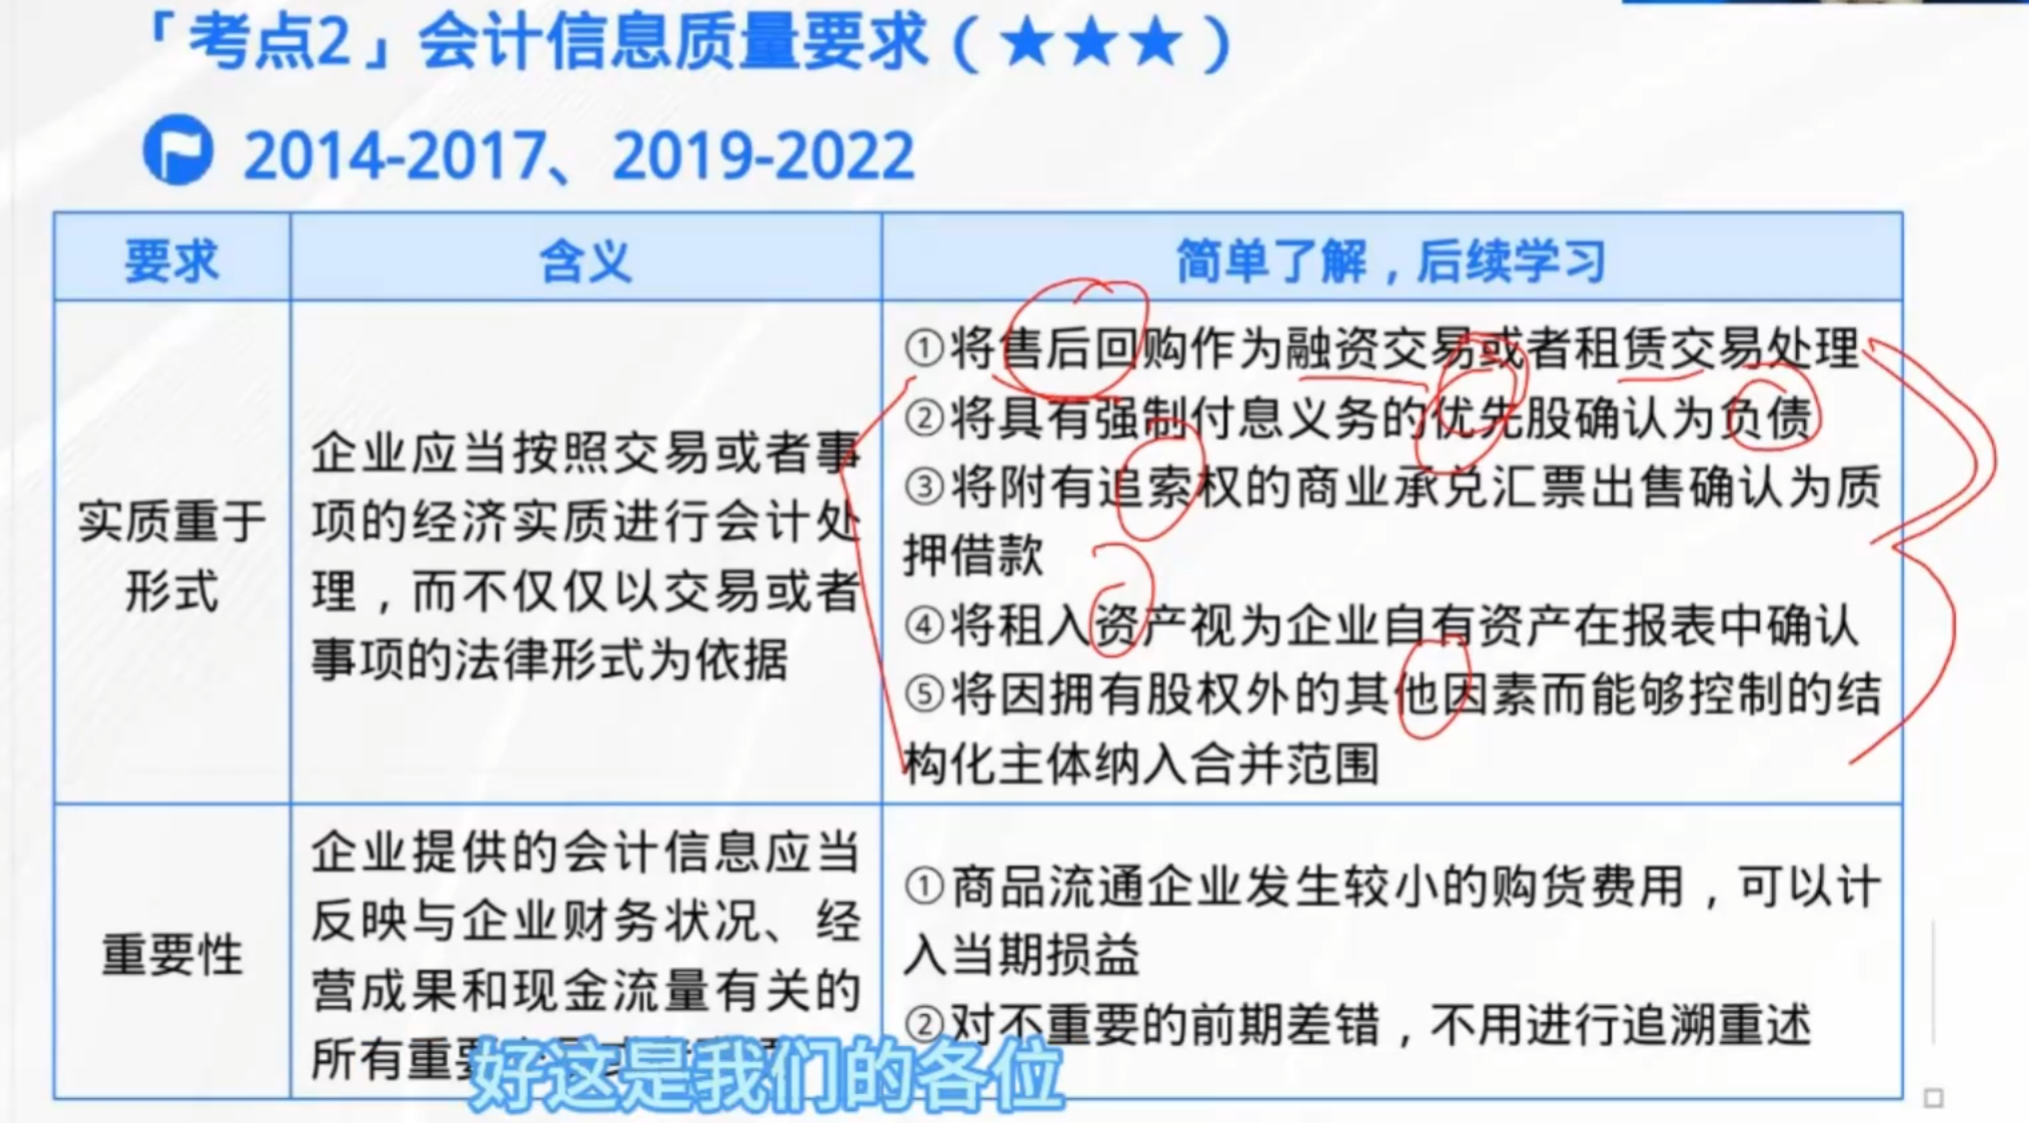 「考点2」会计信息质量要求（★★★）
2014-2017、2019-2022
要求
含义
简单了解，后续学习
实质重于
形式
企业应当按照交易或者事
项的经济实质进行会计处
理，而不仅仅以交易或者
事项的法律形式为依据
①将售后回购作为融资交易或者租赁交易处理
②将具有强制付息义务的优先股确认为负债
③将附有追索权的商业承兑汇票出售确认为质
押借款
④将租入资产视为企业自有资产在报表中确认
⑤将因拥有股权外的其他因素而能够控制的结
构化主体纳入合并范围
重要性
企业提供的会计信息应当
反映与企业财务状况、经
营成果和现金流量有关的
所有重要
①商品流通企业发生较小的购货费用，可以计
入当期损益
②对不重要的前期差错，不用进行追溯重述
好这是我们的各位